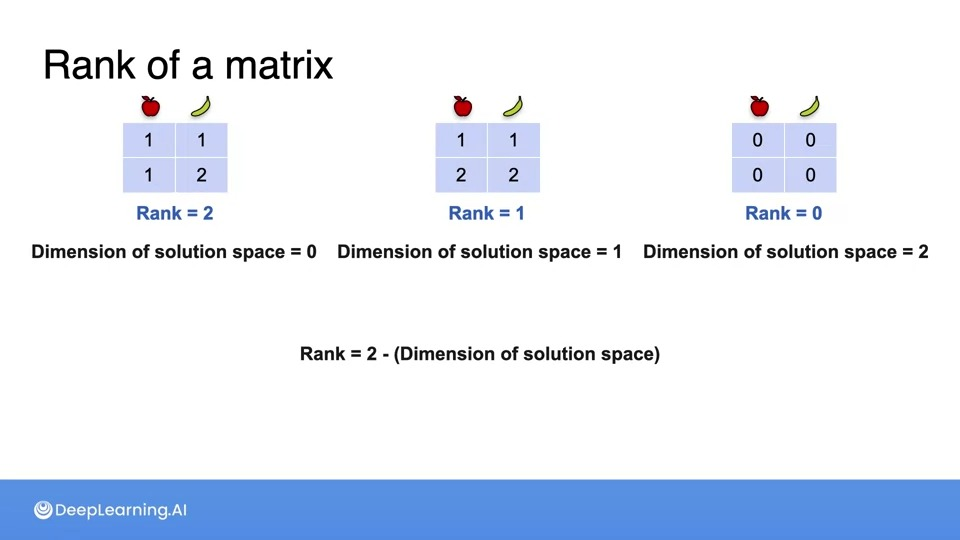 Rank of a matrix
1 1
1 2
Rank = 2
Dimension of solution space = 0
1 1
2 2
Rank = 1
Dimension of solution space = 1
0 0
0 0
Rank = 0
Dimension of solution space = 2
Rank = 2 - (Dimension of solution space)
DeepLearning.AI